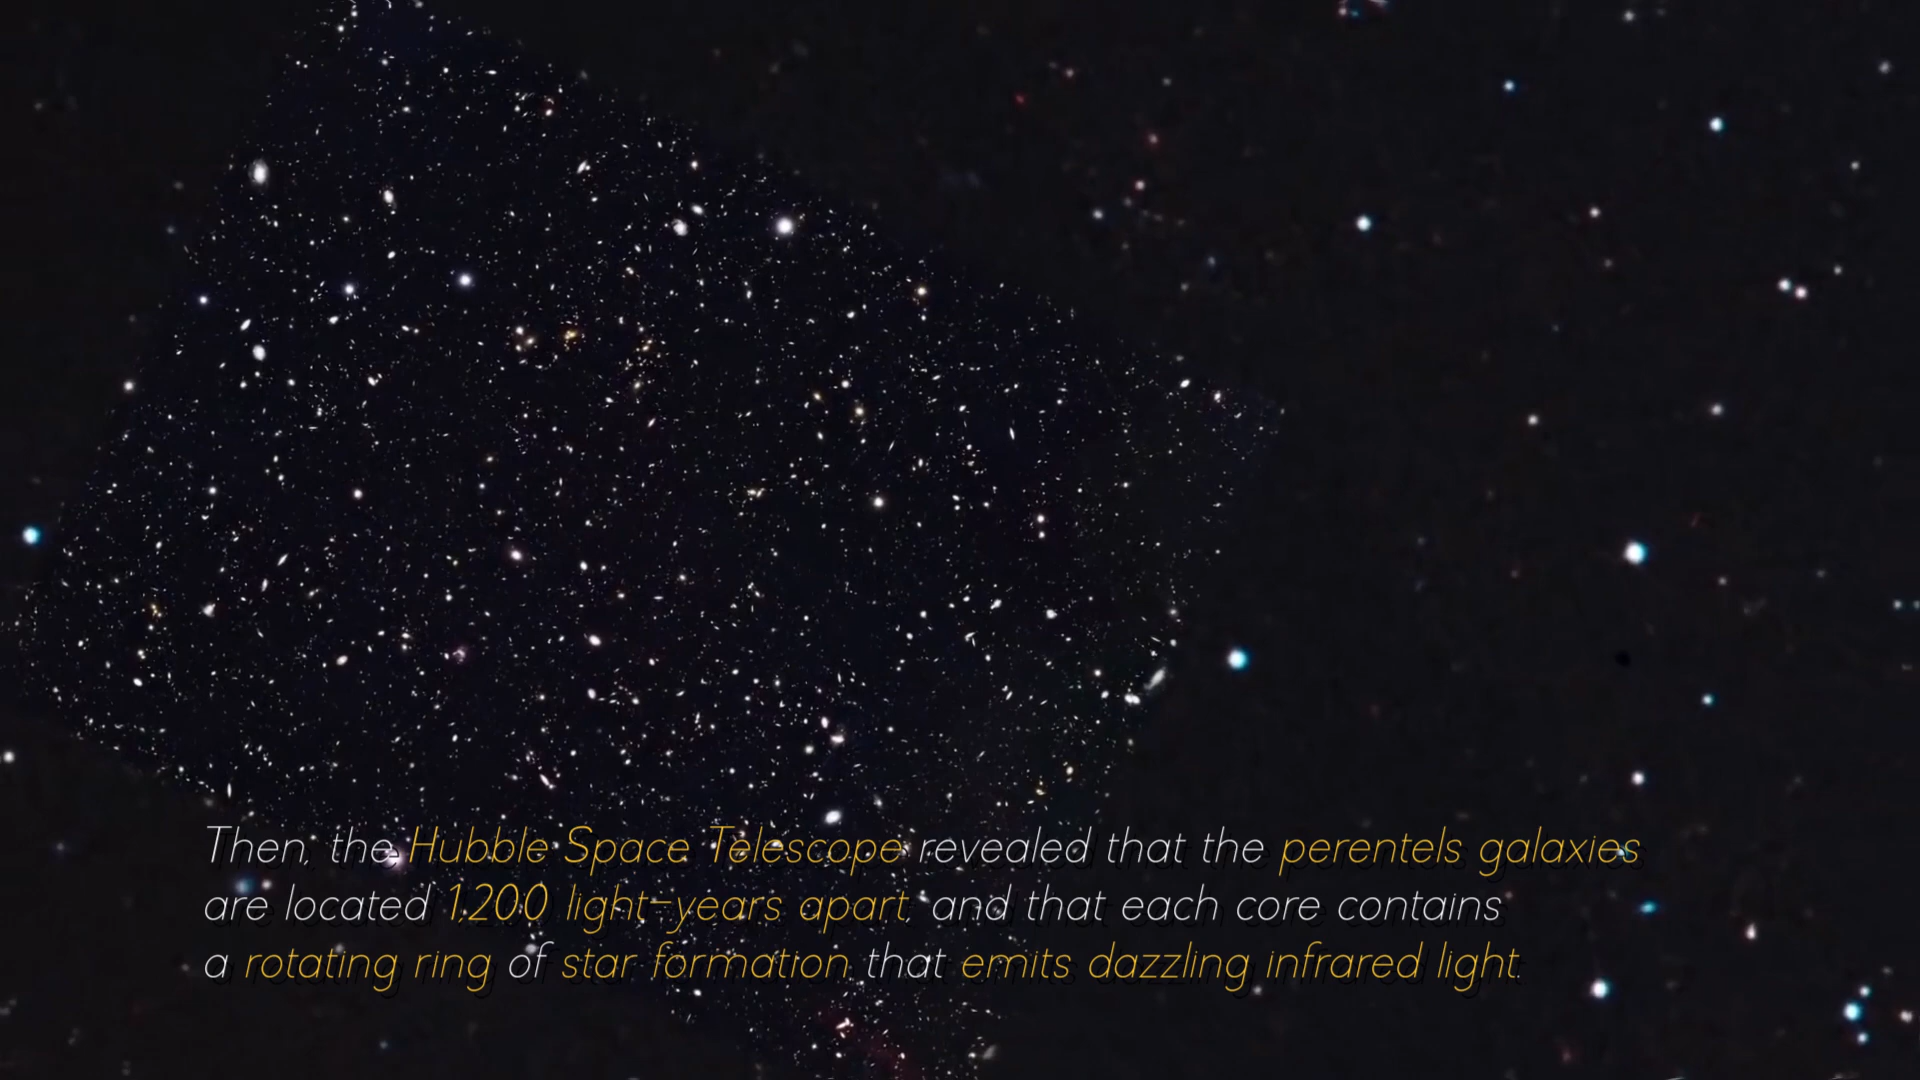 Then, the Hubble Space Telescope revealed that the perentels galaxies
are located 1,200 light-years apart, and that each core contains
a rotating ring of star formation that emits dazzling infrared light.